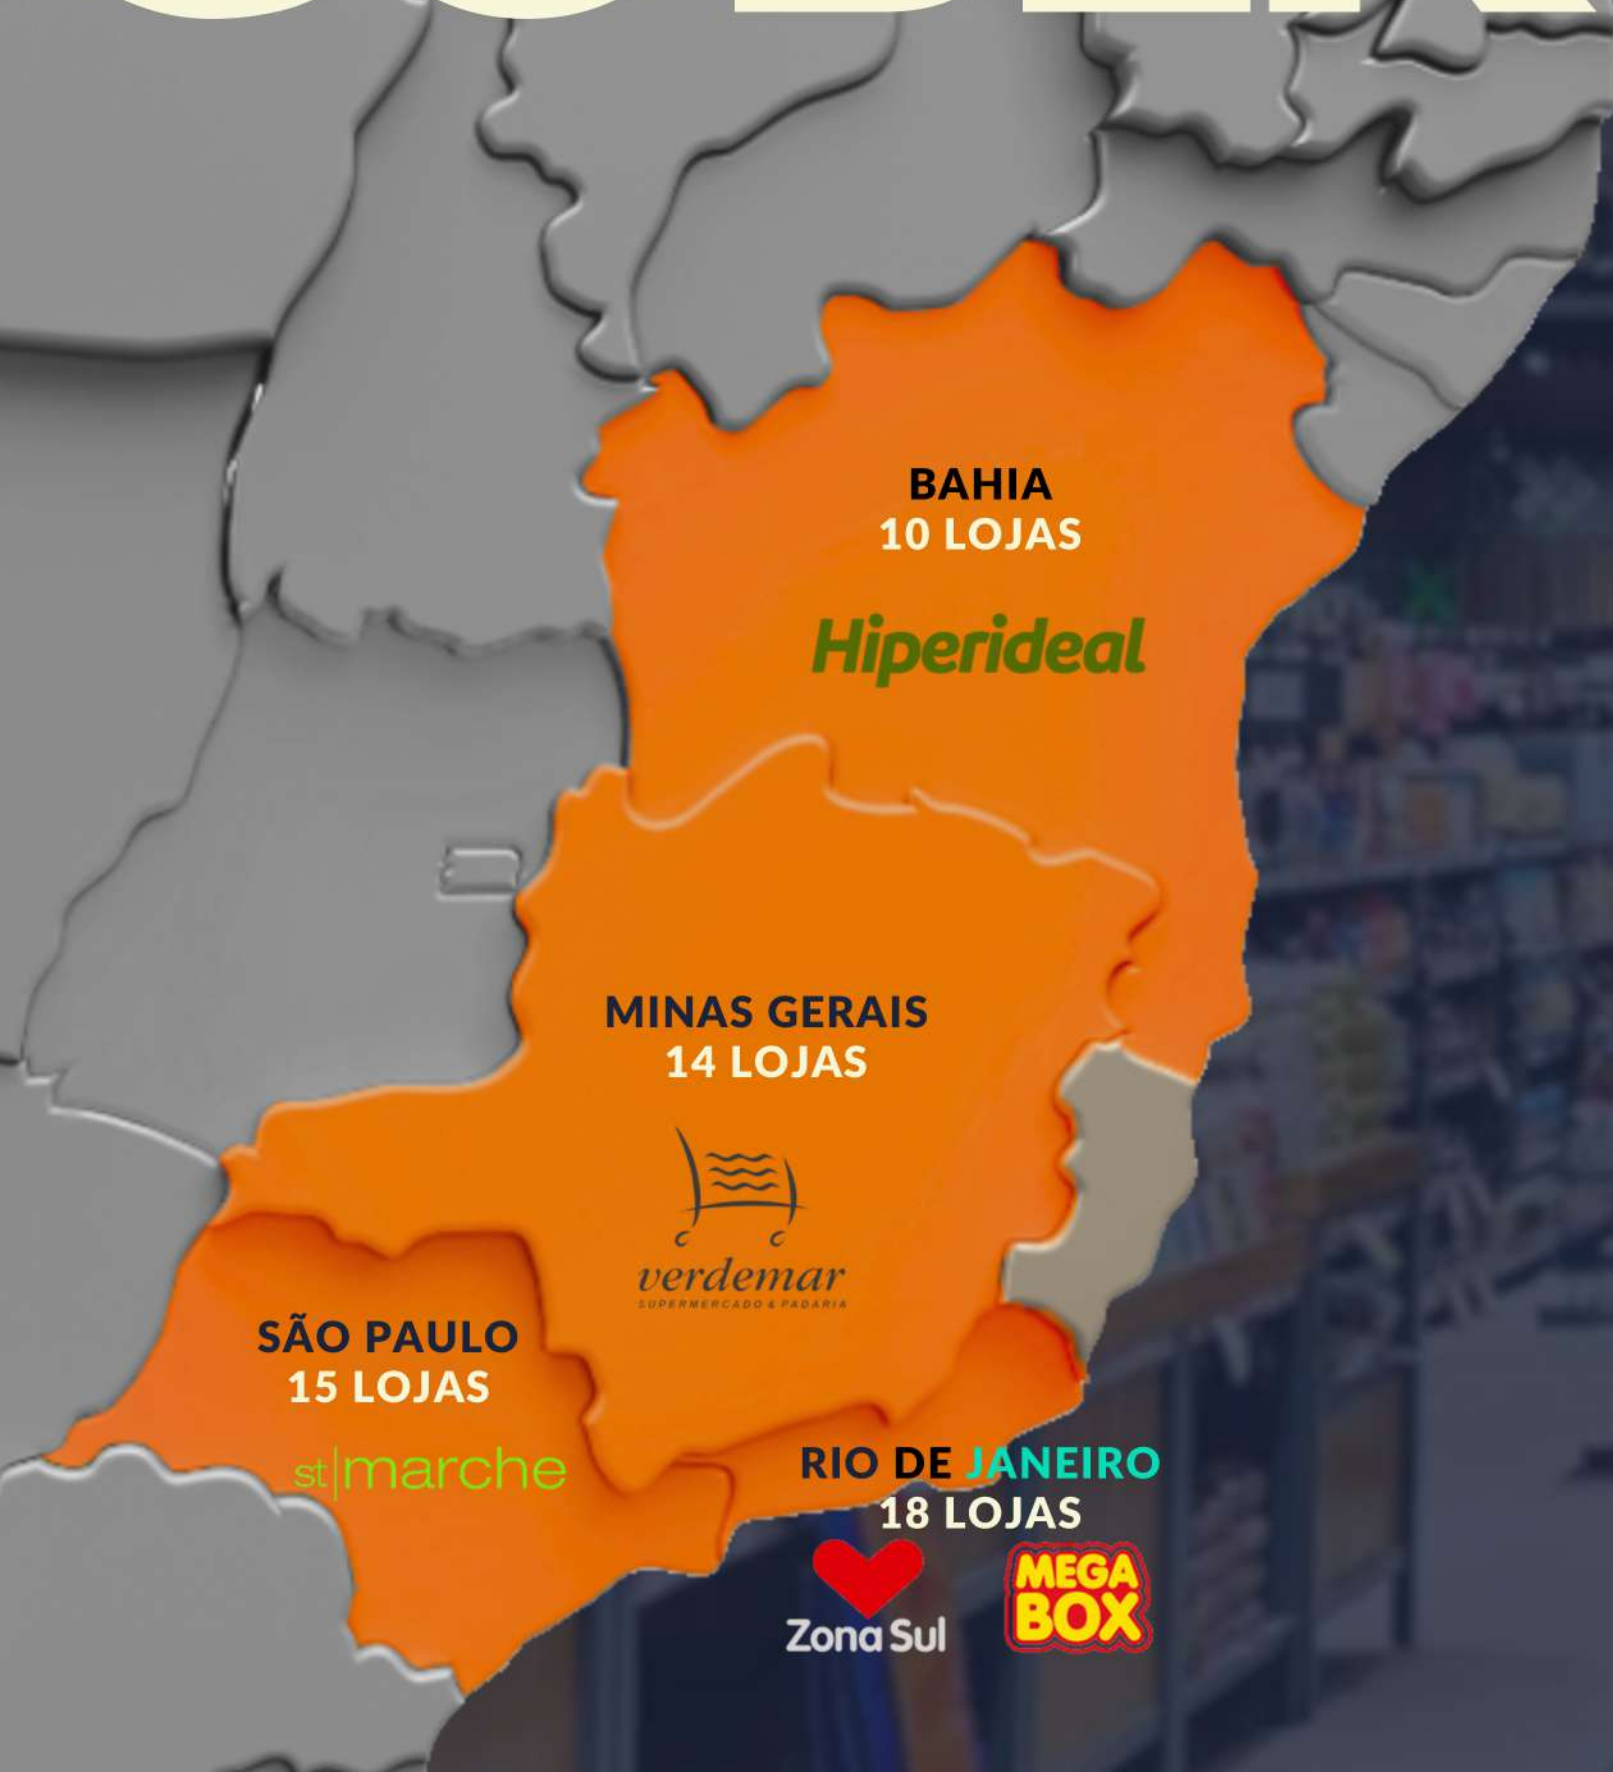 BAHIA
10 LOJAS
Hiperideal
MINAS GERAIS
14 LOJAS
verdemar
SUPERMERCADO & PADARIA
SÃO PAULO
15 LOJAS
st|marche
RIO DE JANEIRO
18 LOJAS
Zona Sul
MEGA
BOX